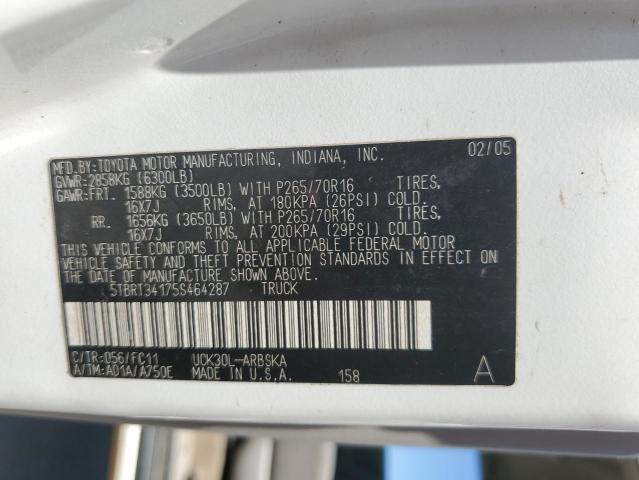 MFD.BY:TOYOTA MOTOR MANUFACTURING, INDIANA, INC. 02/05
GVWR:2858KG (6300LB)
GAWR:FRT. 1588KG (3500LB) WITH P265/70R16 TIRES,
16X7J RIMS, AT 180KPA (26PSI) COLD.
RR. 1656KG (3650LB) WITH P265/70R16 TIRES,
16X7J RIMS, AT 200KPA (29PSI) COLD.
THIS VEHICLE CONFORMS TO ALL APPLICABLE FEDERAL MOTOR
VEHICLE SAFETY AND THEFT PREVENTION STANDARDS IN EFFECT
ON THE DATE OF MANUFACTURE SHOWN ABOVE.
5TBRT34175S464287 TRUCK
C/TR:056/FC11 UCK30L-ARBSKA
A/TM:A01A/A750E MADE IN U.S.A. 158 A